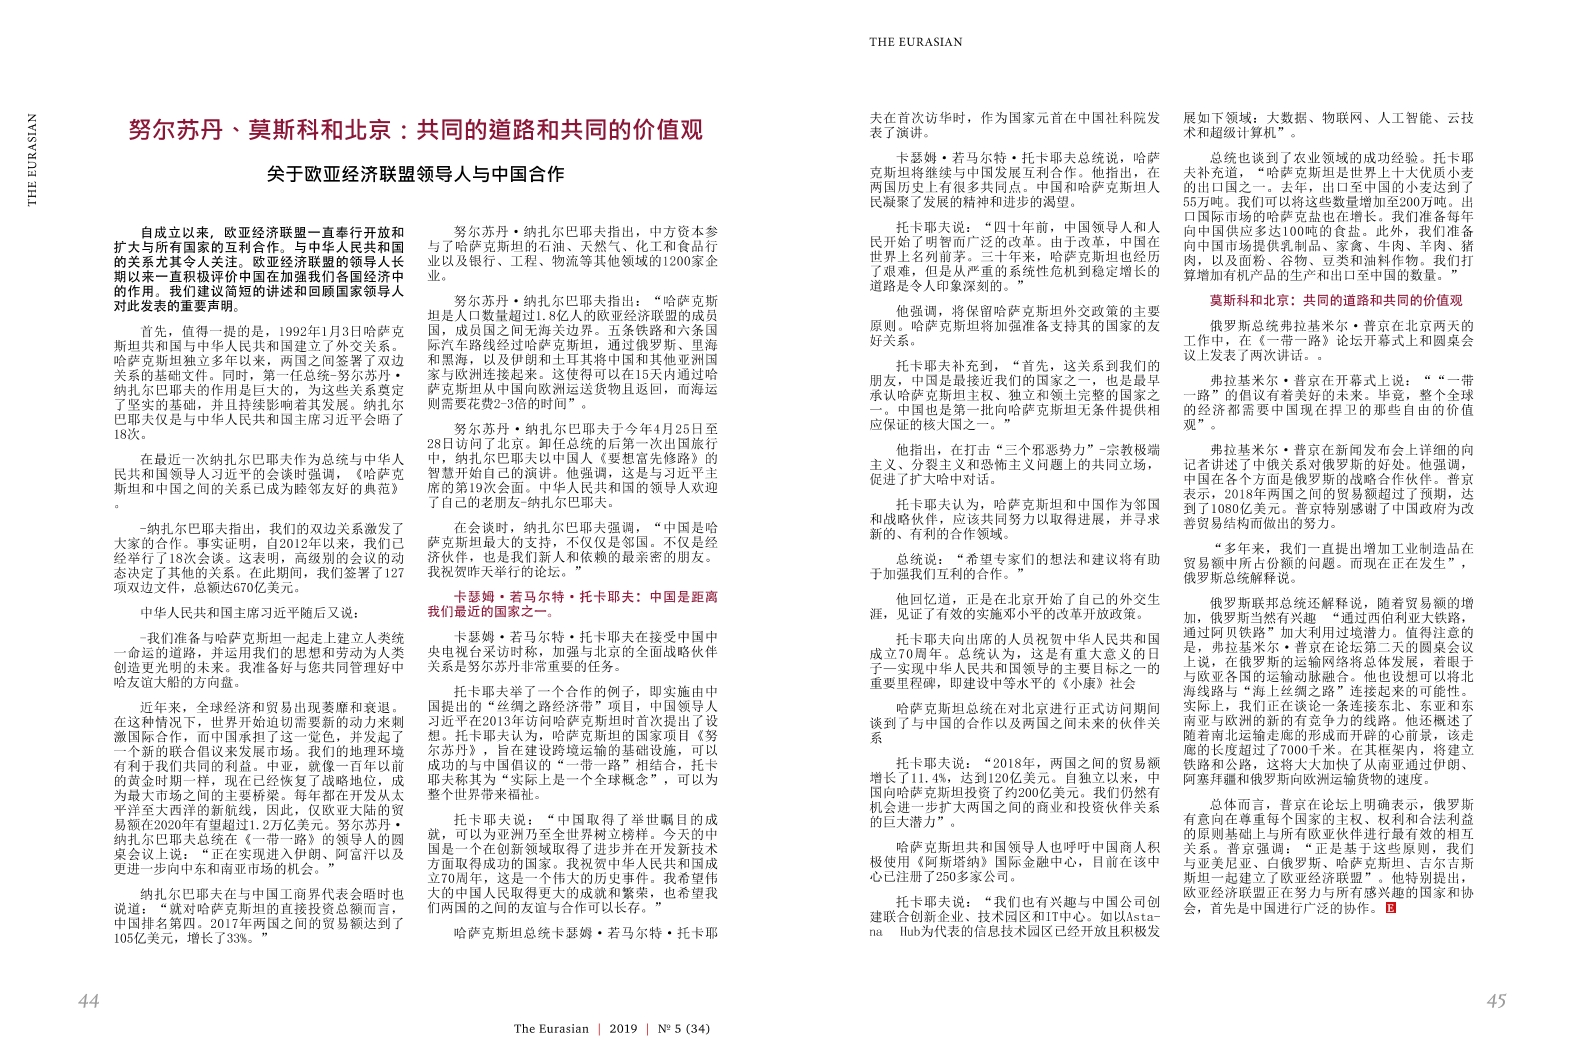 THE EURASIAN
努尔苏丹、莫斯科和北京：共同的道路和共同的价值观
关于欧亚经济联盟领导人与中国合作
自成立以来，欧亚经济联盟一直奉行开放和
扩大与所有国家的互利合作。与中华人民共和国
的关系尤其令人关注。欧亚经济联盟的领导人长
期以来一直积极评价中国在加强我们各国经济中
的作用。我们建议简短的讲述和回顾国家领导人
对此发表的重要声明。
首先，值得一提的是，1992年1月3日哈萨克
斯坦共和国与中华人民共和国建立了外交关系。
哈萨克斯坦独立多年以来，两国之间签署了双边
关系的基础文件。同时，第一任总统-努尔苏丹·
纳扎尔巴耶夫的作用是巨大的，为这些关系奠定
了坚实的基础，并且持续影响着其发展。纳扎尔
巴耶夫仅是与中华人民共和国主席习近平会晤了
18次。
在最近一次纳扎尔巴耶夫作为总统与中华人
民共和国领导人习近平的会谈时强调，《哈萨克
斯坦和中国之间的关系已成为睦邻友好的典范》
。
-纳扎尔巴耶夫指出，我们的双边关系激发了
大家的合作。事实证明，自2012年以来，我们已
经举行了18次会谈。这表明，高级别的会议的动
态决定了其他的关系。在此期间，我们签署了127
项双边文件，总额达670亿美元。
中华人民共和国主席习近平随后又说：
-我们准备与哈萨克斯坦一起走上建立人类统
一命运的道路，并运用我们的思想和劳动为人类
创造更光明的未来。我准备好与您共同管理好中
哈友谊大船的方向盘。
近年来，全球经济和贸易出现萎靡和衰退。
在这种情况下，世界开始迫切需要新的动力来刺
激国际合作，而中国承担了这一觉色，并发起了
一个新的联合倡议来发展市场。我们的地理环境
有利于我们共同的利益。中亚，就像一百年以前
的黄金时期一样，现在已经恢复了战略地位，成
为最大市场之间的主要桥梁。每年都在开发从太
平洋至大西洋的新航线，因此，仅欧亚大陆的贸
易额在2020年有望超过1.2万亿美元。努尔苏丹·
纳扎尔巴耶夫总统在《一带一路》的领导人的圆
桌会议上说：“正在实现进入伊朗、阿富汗以及
更进一步向中东和南亚市场的机会。”
纳扎尔巴耶夫在与中国工商界代表会晤时也
说道：“就对哈萨克斯坦的直接投资总额而言，
中国排名第四。2017年两国之间的贸易额达到了
105亿美元，增长了33%。”
努尔苏丹·纳扎尔巴耶夫指出，中方资本参
与了哈萨克斯坦的石油、天然气、化工和食品行
业以及银行、工程、物流等其他领域的1200家企
业。
努尔苏丹·纳扎尔巴耶夫指出：“哈萨克斯
坦是人口数量超过1.8亿人的欧亚经济联盟的成员
国，成员国之间无海关边界。五条铁路和六条国
际汽车路线经过哈萨克斯坦，通过俄罗斯、里海
和黑海，以及伊朗和土耳其将中国和其他亚洲国
家与欧洲连接起来。这使得可以在15天内通过哈
萨克斯坦从中国向欧洲运送货物且返回，而海运
则需要花费2-3倍的时间”。
努尔苏丹·纳扎尔巴耶夫于今年4月25日至
28日访问了北京。卸任总统的后第一次出国旅行
中，纳扎尔巴耶夫以中国人《要想富先修路》的
智慧开始自己的演讲。他强调，这是与习近平主
席的第19次会面。中华人民共和国的领导人欢迎
了自己的老朋友-纳扎尔巴耶夫。
在会谈时，纳扎尔巴耶夫强调，“中国是哈
萨克斯坦最大的支持，不仅仅是邻国。不仅是经
济伙伴，也是我们新人和依赖的最亲密的朋友。
我祝贺昨天举行的论坛。”
卡瑟姆·若马尔特·托卡耶夫：中国是距离
我们最近的国家之一。
卡瑟姆·若马尔特·托卡耶夫在接受中国中
央电视台采访时称，加强与北京的全面战略伙伴
关系是努尔苏丹非常重要的任务。
托卡耶夫举了一个合作的例子，即实施由中
国提出的“丝绸之路经济带”项目，中国领导人
习近平在2013年访问哈萨克斯坦时首次提出了设
想。托卡耶夫认为，哈萨克斯坦的国家项目《努
尔苏丹》，旨在建设跨境运输的基础设施，可以
成功的与中国倡议的“一带一路”相结合，托卡
耶夫称其为“实际上是一个全球概念”，可以为
整个世界带来福祉。
托卡耶夫说：“中国取得了举世瞩目的成
就，可以为亚洲乃至全世界树立榜样。今天的中
国是一个在创新领域取得了进步并在开发新技术
方面取得成功的国家。我祝贺中华人民共和国成
立70周年，这是一个伟大的历史事件。我希望伟
大的中国人民取得更大的成就和繁荣，也希望我
们两国的之间的友谊与合作可以长存。”
哈萨克斯坦总统卡瑟姆·若马尔特·托卡耶
44
The Eurasian | 2019 | № 5 (34)
THE EURASIAN
夫在首次访华时，作为国家元首在中国社科院发
表了演讲。
卡瑟姆·若马尔特·托卡耶夫总统说，哈萨
克斯坦将继续与中国发展互利合作。他指出，在
两国历史上有很多共同点。中国和哈萨克斯坦人
民凝聚了发展的精神和进步的渴望。
托卡耶夫说：“四十年前，中国领导人和人
民开始了明智而广泛的改革。由于改革，中国在
世界上名列前茅。三十年来，哈萨克斯坦也经历
了艰难，但是从严重的系统性危机到稳定增长的
道路是令人印象深刻的。”
他强调，将保留哈萨克斯坦外交政策的主要
原则。哈萨克斯坦将加强准备支持其的国家的友
好关系。
托卡耶夫补充到，“首先，这关系到我们的
朋友，中国是最接近我们的国家之一，也是最早
承认哈萨克斯坦主权、独立和领土完整的国家之
一。中国也是第一批向哈萨克斯坦无条件提供相
应保证的核大国之一。”
他指出，在打击“三个邪恶势力”-宗教极端
主义、分裂主义和恐怖主义问题上的共同立场，
促进了扩大哈中对话。
托卡耶夫认为，哈萨克斯坦和中国作为邻国
和战略伙伴，应该共同努力以取得进展，并寻求
新的、有利的合作领域。
总统说：“希望专家们的想法和建议将有助
于加强我们互利的合作。”
他回忆道，正是在北京开始了自己的外交生
涯，见证了有效的实施邓小平的改革开放政策。
托卡耶夫向出席的人员祝贺中华人民共和国
成立70周年。总统认为，这是有重大意义的日
子—实现中华人民共和国领导的主要目标之一的
重要里程碑，即建设中等水平的《小康》社会
哈萨克斯坦总统在对北京进行正式访问期间
谈到了与中国的合作以及两国之间未来的伙伴关
系
托卡耶夫说：“2018年，两国之间的贸易额
增长了11.4%，达到120亿美元。自独立以来，中
国向哈萨克斯坦投资了约200亿美元。我们仍然有
机会进一步扩大两国之间的商业和投资伙伴关系
的巨大潜力”。
哈萨克斯坦共和国领导人也呼吁中国商人积
极使用《阿斯塔纳》国际金融中心，目前在该中
心已注册了250多家公司。
托卡耶夫说：“我们也有兴趣与中国公司创
建联合创新企业、技术园区和IT中心。如以Asta-
na Hub为代表的信息技术园区已经开放且积极发
展如下领域：大数据、物联网、人工智能、云技
术和超级计算机”。
总统也谈到了农业领域的成功经验。托卡耶
夫补充道，“哈萨克斯坦是世界上十大优质小麦
的出口国之一。去年，出口至中国的小麦达到了
55万吨。我们可以将这些数量增加至200万吨。出
口国际市场的哈萨克盐也在增长。我们准备每年
向中国供应多达100吨的食盐。此外，我们准备
向中国市场提供乳制品、家禽、牛肉、羊肉、猪
肉，以及面粉、谷物、豆类和油料作物。我们打
算增加有机产品的生产和出口至中国的数量。”
莫斯科和北京：共同的道路和共同的价值观
俄罗斯总统弗拉基米尔·普京在北京两天的
工作中，在《一带一路》论坛开幕式上和圆桌会
议上发表了两次讲话。。
弗拉基米尔·普京在开幕式上说：““一带
一路”的倡议有着美好的未来。毕竟，整个全球
的经济都需要中国现在捍卫的那些自由的价值
观”。
弗拉基米尔·普京在新闻发布会上详细的向
记者讲述了中俄关系对俄罗斯的好处。他强调，
中国在各个方面是俄罗斯的战略合作伙伴。普京
表示，2018年两国之间的贸易额超过了预期，达
到了1080亿美元。普京特别感谢了中国政府为改
善贸易结构而做出的努力。
“多年来，我们一直提出增加工业制造品在
贸易额中所占份额的问题。而现在正在发生”，
俄罗斯总统解释说。
俄罗斯联邦总统还解释说，随着贸易额的增
加，俄罗斯当然有兴趣 “通过西伯利亚大铁路，
通过阿贝铁路”加大利用过境潜力。值得注意的
是，弗拉基米尔·普京在论坛第二天的圆桌会议
上说，在俄罗斯的运输网络将总体发展，着眼于
与欧亚各国的运输动脉融合。他也设想可以将北
海线路与“海上丝绸之路”连接起来的可能性。
实际上，我们正在谈论一条连接东北、东亚和东
南亚与欧洲的新的有竞争力的线路。他还概述了
随着南北运输走廊的形成而开辟的心前景，该走
廊的长度超过了7000千米。在其框架内，将建立
铁路和公路，这将大大加快了从南亚通过伊朗、
阿塞拜疆和俄罗斯向欧洲运输货物的速度。
总体而言，普京在论坛上明确表示，俄罗斯
有意向在尊重每个国家的主权、权利和合法利益
的原则基础上与所有欧亚伙伴进行最有效的相互
关系。普京强调：“正是基于这些原则，我们
与亚美尼亚、白俄罗斯、哈萨克斯坦、吉尔吉斯
斯坦一起建立了欧亚经济联盟”。他特别提出，
欧亚经济联盟正在努力与所有感兴趣的国家和协
会，首先是中国进行广泛的协作。 E
45